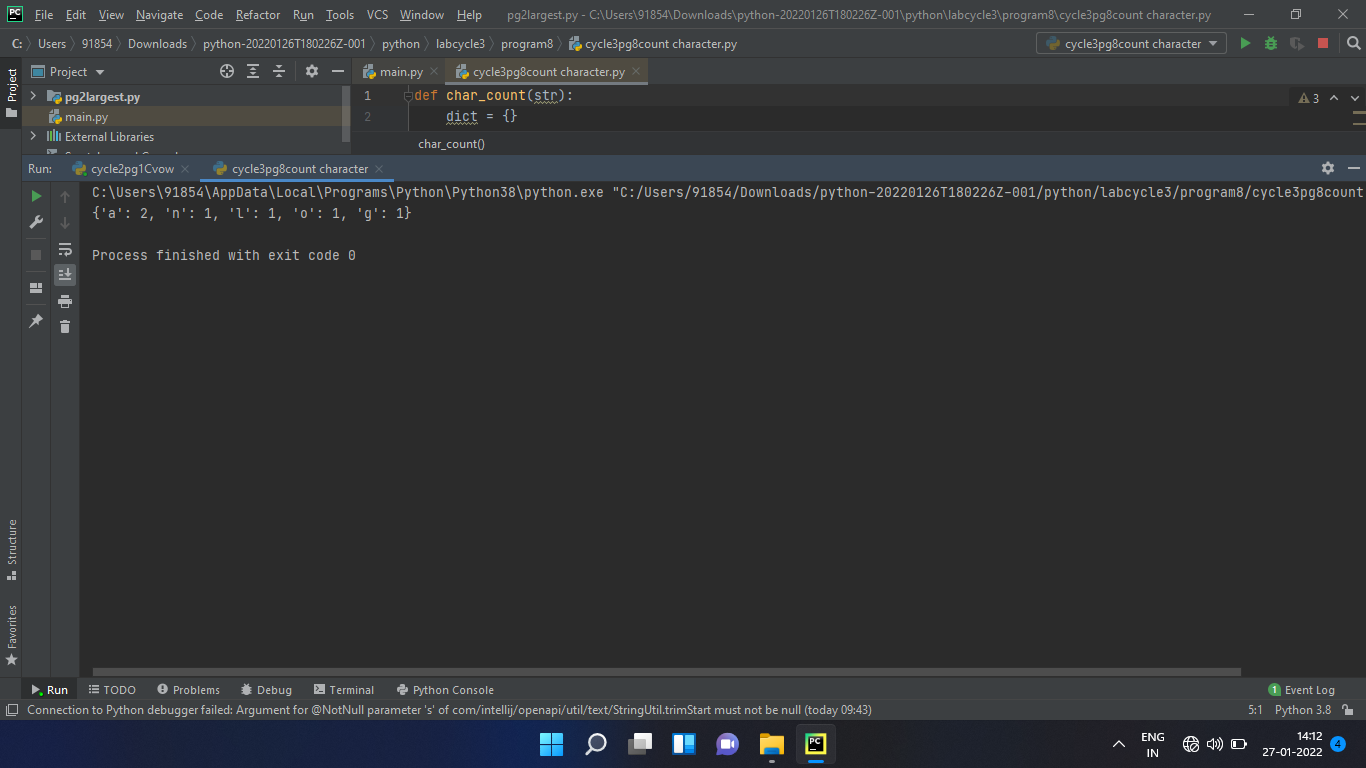 PC File Edit View Navigate Code Refactor Run Tools VCS Window Help pg2largest.py - C:\Users\91854\Downloads\python-20220126T180226Z-001\python\labcycle3\program8\cycle3pg8count character.py
C: Users 91854 Downloads python-20220126T180226Z-001 python labcycle3 program8 cycle3pg8count character.py cycle3pg8count character
Project Project main.py cycle3pg8count character.py
pg2largest.py
main.py
External Libraries
1 def char_count(str): 3
2 dict = {}
char_count()
Run: cycle2pg1Cvow cycle3pg8count character
C:\Users\91854\AppData\Local\Programs\Python\Python38\python.exe "C:/Users/91854/Downloads/python-20220126T180226Z-001/python/labcycle3/program8/cycle3pg8count
{'a': 2, 'n': 1, 'l': 1, 'o': 1, 'g': 1}
Process finished with exit code 0
Structure
Favorites
Run TODO Problems Debug Terminal Python Console 1 Event Log
Connection to Python debugger failed: Argument for @NotNull parameter 's' of com/intellij/openapi/util/text/StringUtil.trimStart must not be null (today 09:43) 5:1 Python 3.8
PC ENG 14:12
IN 27-01-2022 4